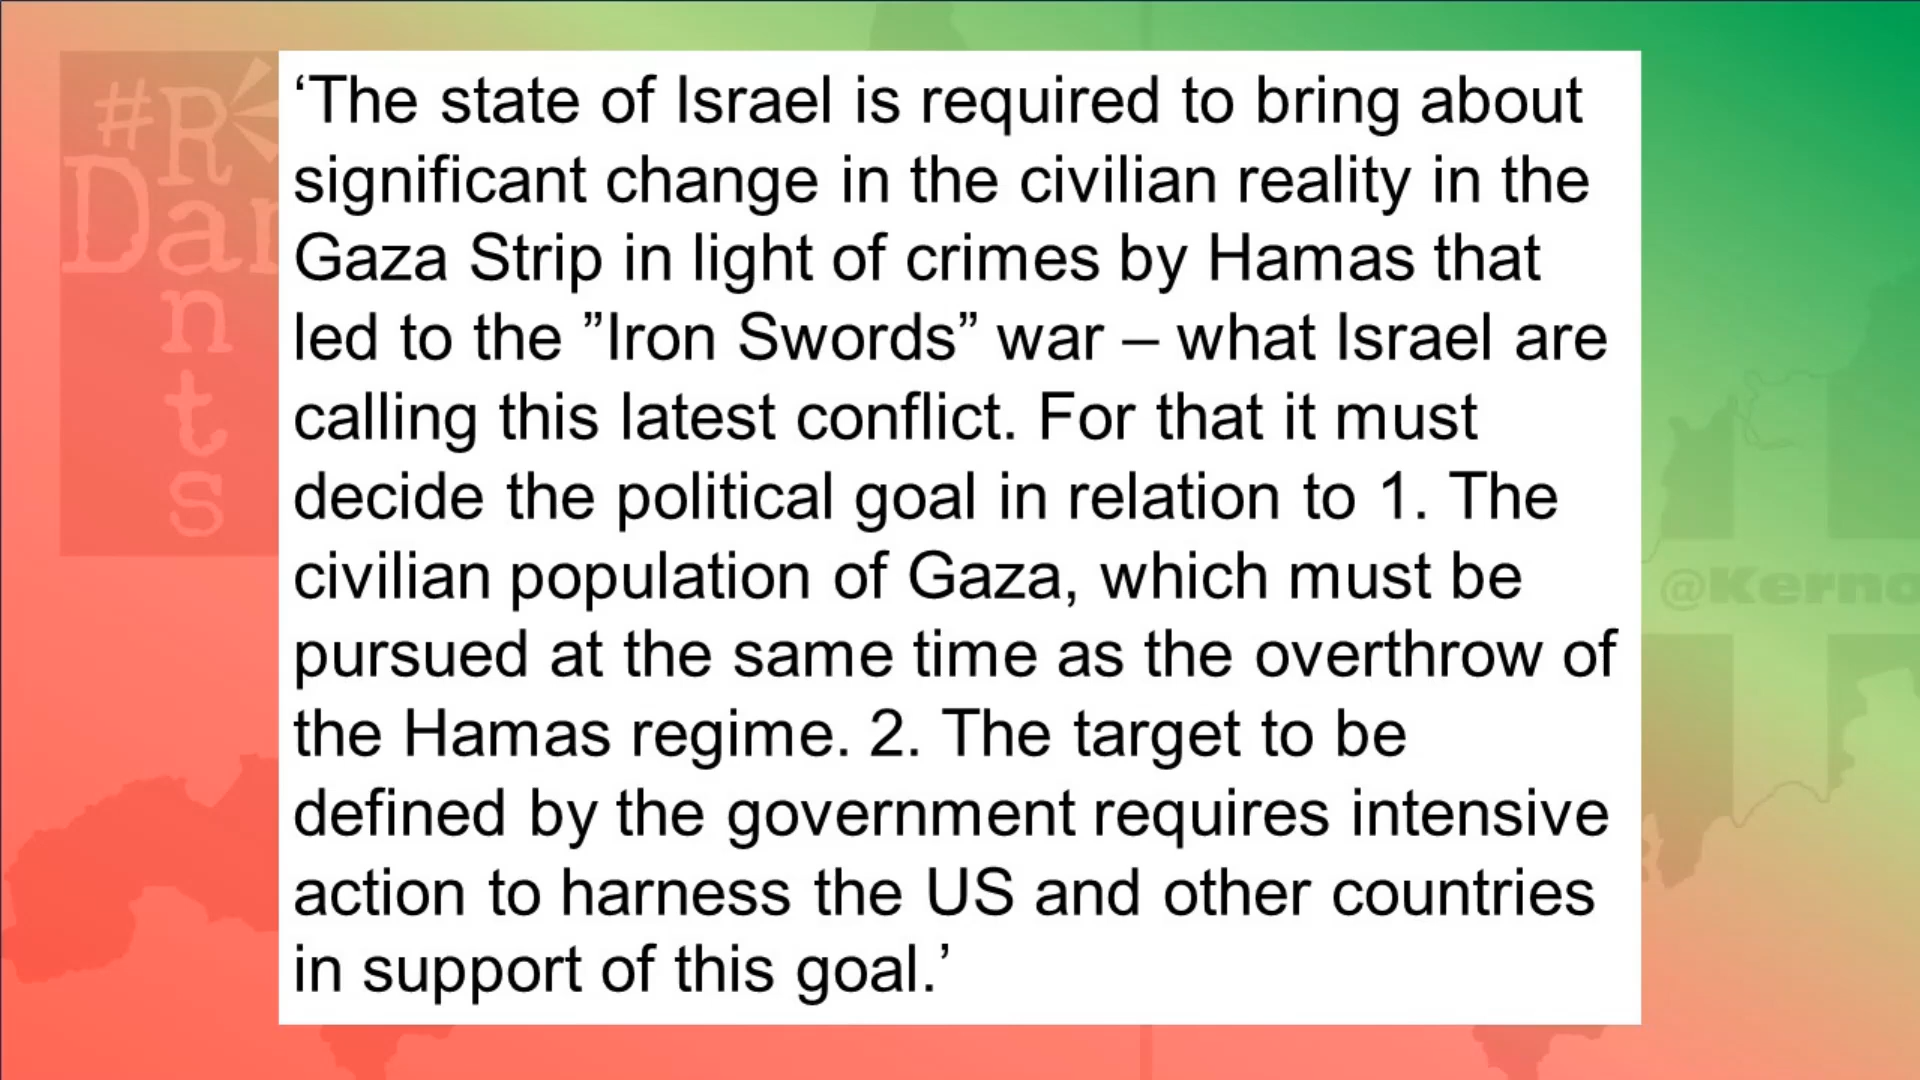 #R
Dar
n
t
s
‘The state of Israel is required to bring about
significant change in the civilian reality in the
Gaza Strip in light of crimes by Hamas that
led to the ”Iron Swords” war – what Israel are
calling this latest conflict. For that it must
decide the political goal in relation to 1. The
civilian population of Gaza, which must be
pursued at the same time as the overthrow of
the Hamas regime. 2. The target to be
defined by the government requires intensive
action to harness the US and other countries
in support of this goal.’
@Kerno